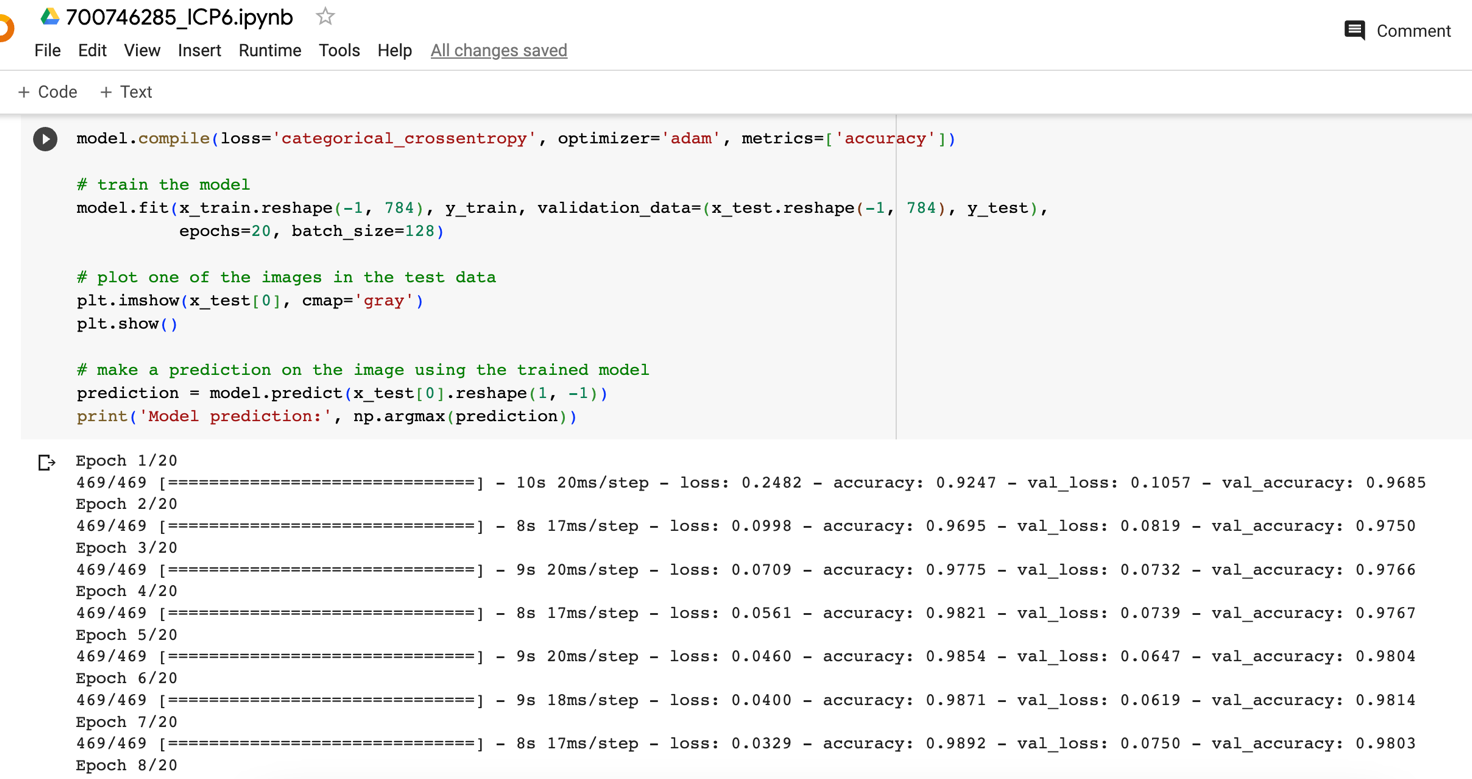 700746285_ICP6.ipynb
Comment
File Edit View Insert Runtime Tools Help All changes saved
+ Code + Text
model.compile(loss='categorical_crossentropy', optimizer='adam', metrics=['accuracy'])
# train the model
model.fit(x_train.reshape(-1, 784), y_train, validation_data=(x_test.reshape(-1, 784), y_test),
epochs=20, batch_size=128)
# plot one of the images in the test data
plt.imshow(x_test[0], cmap='gray')
plt.show()
# make a prediction on the image using the trained model
prediction = model.predict(x_test[0].reshape(1, -1))
print('Model prediction:', np.argmax(prediction))
Epoch 1/20
469/469 [==============================] - 10s 20ms/step - loss: 0.2482 - accuracy: 0.9247 - val_loss: 0.1057 - val_accuracy: 0.9685
Epoch 2/20
469/469 [==============================] - 8s 17ms/step - loss: 0.0998 - accuracy: 0.9695 - val_loss: 0.0819 - val_accuracy: 0.9750
Epoch 3/20
469/469 [==============================] - 9s 20ms/step - loss: 0.0709 - accuracy: 0.9775 - val_loss: 0.0732 - val_accuracy: 0.9766
Epoch 4/20
469/469 [==============================] - 8s 17ms/step - loss: 0.0561 - accuracy: 0.9821 - val_loss: 0.0739 - val_accuracy: 0.9767
Epoch 5/20
469/469 [==============================] - 9s 20ms/step - loss: 0.0460 - accuracy: 0.9854 - val_loss: 0.0647 - val_accuracy: 0.9804
Epoch 6/20
469/469 [==============================] - 9s 18ms/step - loss: 0.0400 - accuracy: 0.9871 - val_loss: 0.0619 - val_accuracy: 0.9814
Epoch 7/20
469/469 [==============================] - 8s 17ms/step - loss: 0.0329 - accuracy: 0.9892 - val_loss: 0.0750 - val_accuracy: 0.9803
Epoch 8/20